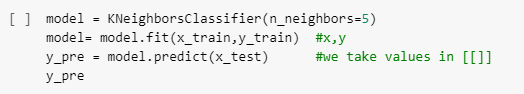 [ ] model = KNeighborsClassifier(n_neighbors=5)
model= model.fit(x_train,y_train)  #x,y
y_pre = model.predict(x_test)      #we take values in [[]]
y_pre